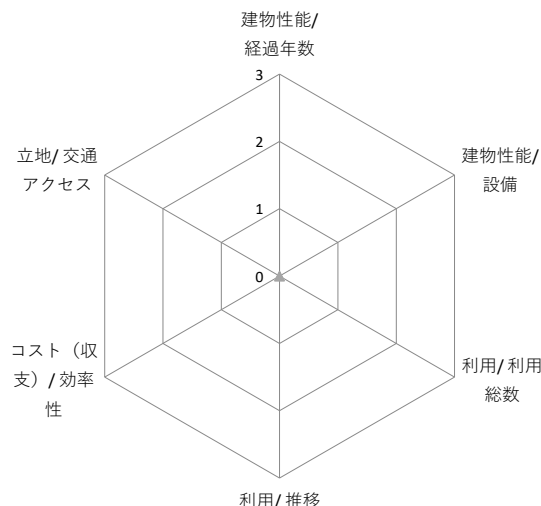 建物性能/
経過年数
3
2
1
0
建物性能/
設備
利用/ 利用
総数
利用/ 推移
コスト（収
支）/ 効率
性
立地/ 交通
アクセス